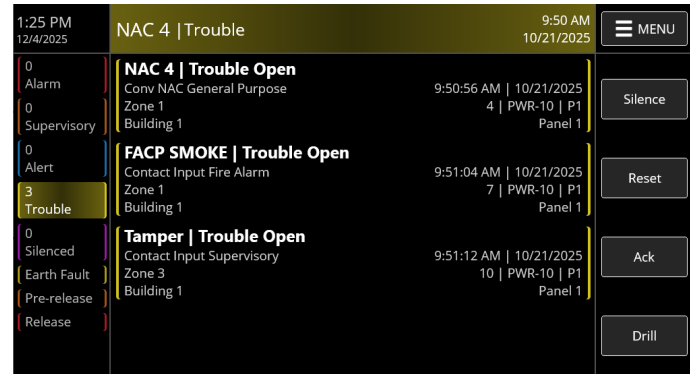 1:25 PM
12/4/2025
NAC 4 |Trouble
9:50 AM
10/21/2025
MENU
0
Alarm
0
Supervisory
0
Alert
3
Trouble
0
Silenced
Earth Fault
Pre-release
Release
NAC 4 | Trouble Open
Conv NAC General Purpose 9:50:56 AM | 10/21/2025
Zone 1 4 | PWR-10 | P1
Building 1 Panel 1
FACP SMOKE | Trouble Open
Contact Input Fire Alarm 9:51:04 AM | 10/21/2025
Zone 1 7 | PWR-10 | P1
Building 1 Panel 1
Tamper | Trouble Open
Contact Input Supervisory 9:51:12 AM | 10/21/2025
Zone 3 10 | PWR-10 | P1
Building 1 Panel 1
Silence
Reset
Ack
Drill